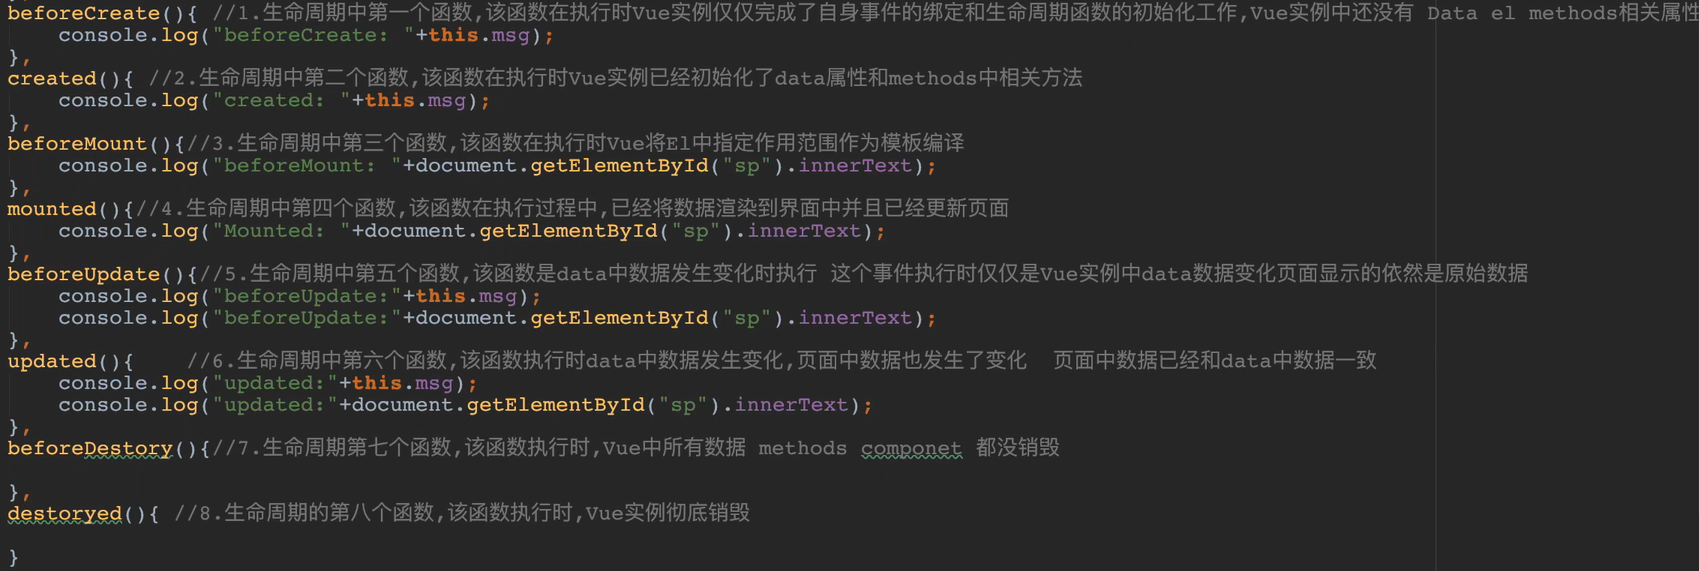 beforeCreate(){ //1.生命周期中第一个函数,该函数在执行时Vue实例仅仅完成了自身事件的绑定和生命周期函数的初始化工作,Vue实例中还没有 Data el methods相关属性
    console.log("beforeCreate: "+this.msg);
},
created(){ //2.生命周期中第二个函数,该函数在执行时Vue实例已经初始化了data属性和methods中相关方法
    console.log("created: "+this.msg);
},
beforeMount(){//3.生命周期中第三个函数,该函数在执行时Vue将El中指定作用范围作为模板编译
    console.log("beforeMount: "+document.getElementById("sp").innerText);
},
mounted(){//4.生命周期中第四个函数,该函数在执行过程中,已经将数据渲染到界面中并且已经更新页面
    console.log("Mounted: "+document.getElementById("sp").innerText);
},
beforeUpdate(){//5.生命周期中第五个函数,该函数是data中数据发生变化时执行 这个事件执行时仅仅是Vue实例中data数据变化页面显示的依然是原始数据
    console.log("beforeUpdate:"+this.msg);
    console.log("beforeUpdate:"+document.getElementById("sp").innerText);
},
updated(){    //6.生命周期中第六个函数,该函数执行时data中数据发生变化,页面中数据也发生了变化  页面中数据已经和data中数据一致
    console.log("updated:"+this.msg);
    console.log("updated:"+document.getElementById("sp").innerText);
},
beforeDestory(){//7.生命周期第七个函数,该函数执行时,Vue中所有数据 methods componet 都没销毁
},
destoryed(){ //8.生命周期的第八个函数,该函数执行时,Vue实例彻底销毁
}